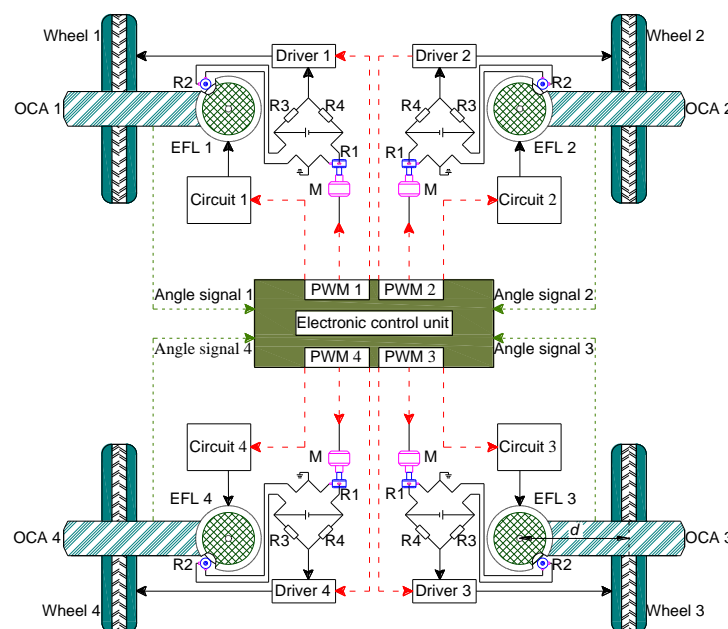 Wheel 1
Driver 1
Driver 2
Wheel 2
R2
R2
OCA 1
R3
R4
R3
R4
OCA 2
EFL 1
R1
R1
EFL 2
Circuit 1
M
M
Circuit 2
Angle signal 1
PWM 1
PWM 2
Angle signal 2
Electronic control unit
Angle signal 4
PWM 4
PWM 3
Angle signal 3
Circuit 4
M
M
Circuit 3
EFL 4
R1
R1
EFL 3
OCA 4
R3
R4
R3
R4
d
OCA 3
R2
R2
Wheel 4
Driver 4
Driver 3
Wheel 3